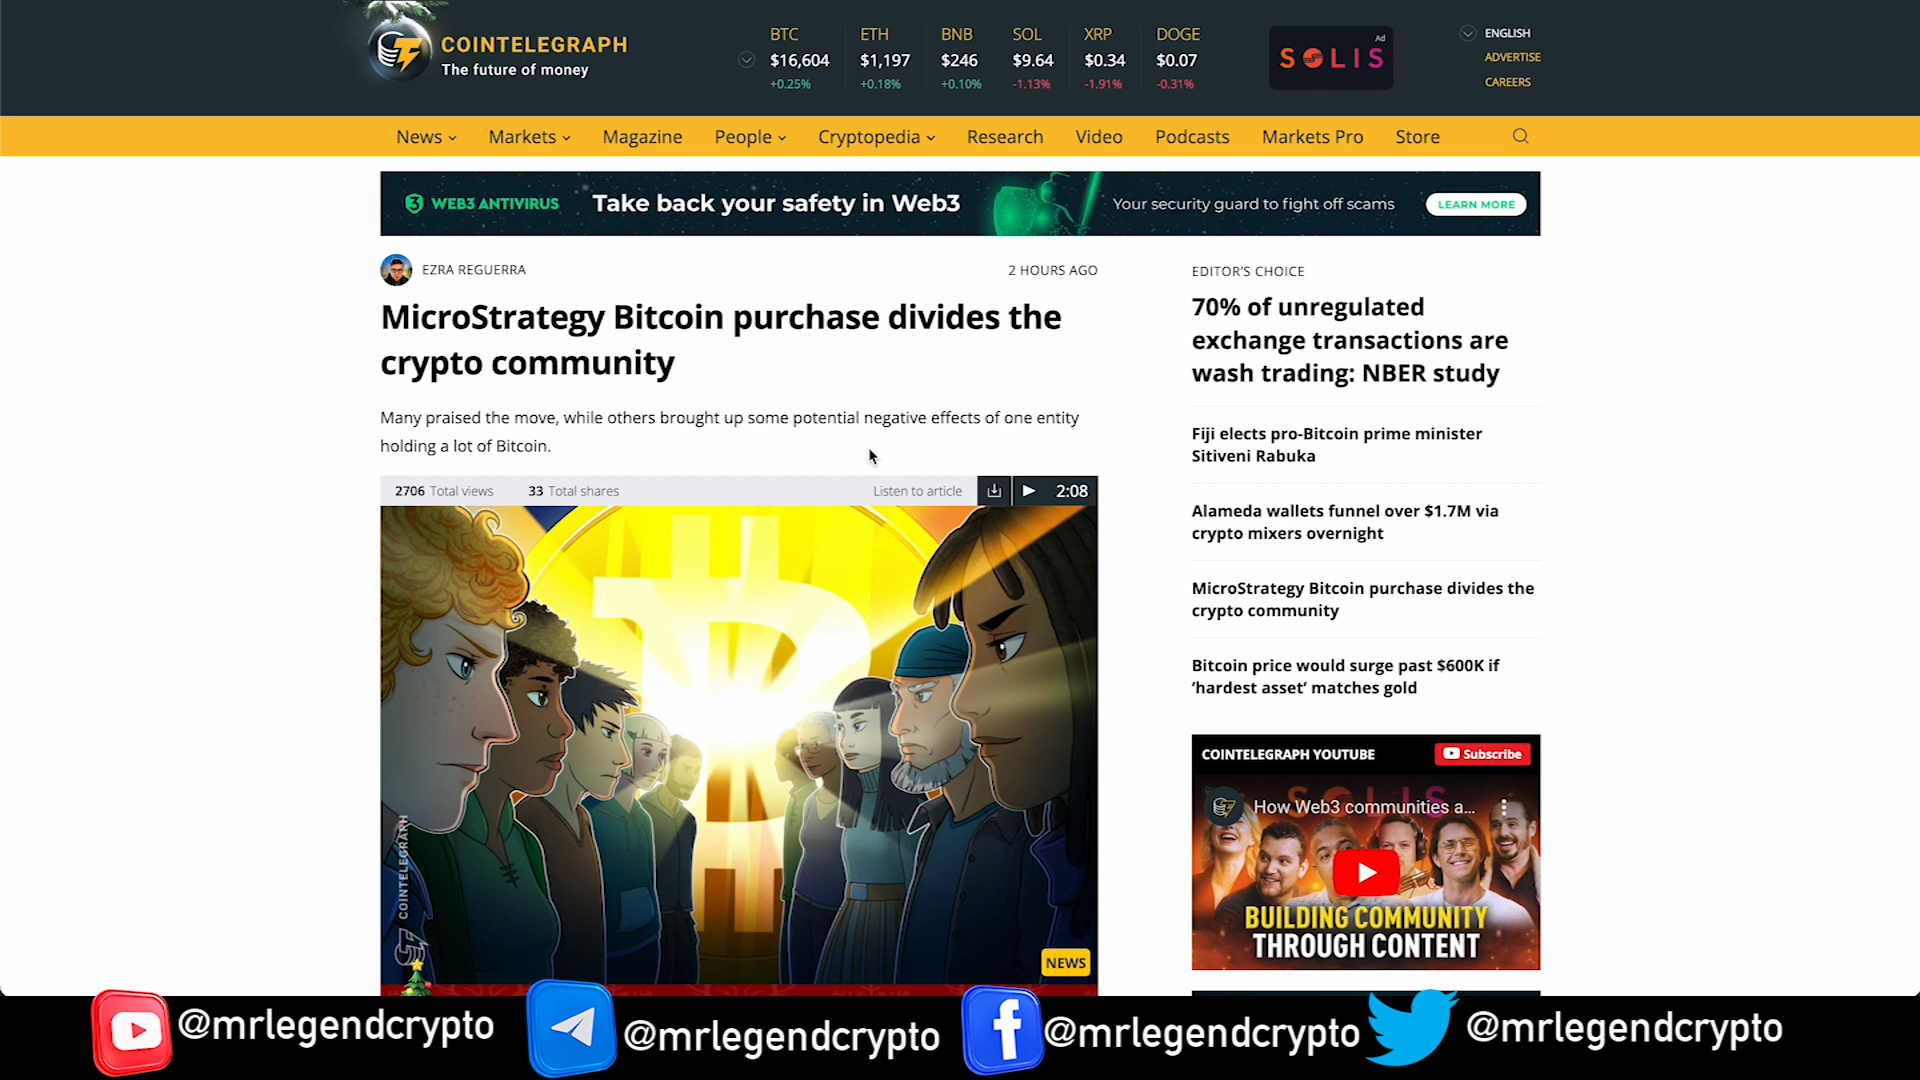 COINTELEGRAPH
The future of money
BTC
$16,604
+0.25%
ETH
$1,197
+0.18%
BNB
$246
+0.10%
SOL
$9.64
-1.13%
XRP
$0.34
-1.91%
DOGE
$0.07
-0.31%
Ad
SOLIS
ENGLISH
ADVERTISE
CAREERS
News
Markets
Magazine
People
Cryptopedia
Research
Video
Podcasts
Markets Pro
Store
WEB3 ANTIVIRUS
Take back your safety in Web3
Your security guard to fight off scams
LEARN MORE
EZRA REGUERRA
2 HOURS AGO
MicroStrategy Bitcoin purchase divides the
crypto community
Many praised the move, while others brought up some potential negative effects of one entity
holding a lot of Bitcoin.
2706 Total views
33 Total shares
Listen to article
2:08
COINTELEGRAPH
NEWS
EDITOR'S CHOICE
70% of unregulated
exchange transactions are
wash trading: NBER study
Fiji elects pro-Bitcoin prime minister
Sitiveni Rabuka
Alameda wallets funnel over $1.7M via
crypto mixers overnight
MicroStrategy Bitcoin purchase divides the
crypto community
Bitcoin price would surge past $600K if
'hardest asset' matches gold
COINTELEGRAPH YOUTUBE
Subscribe
SOLIS
How Web3 communities a...
BUILDING COMMUNITY
THROUGH CONTENT
@mrlegendcrypto
@mrlegendcrypto
@mrlegendcrypto
@mrlegendcrypto